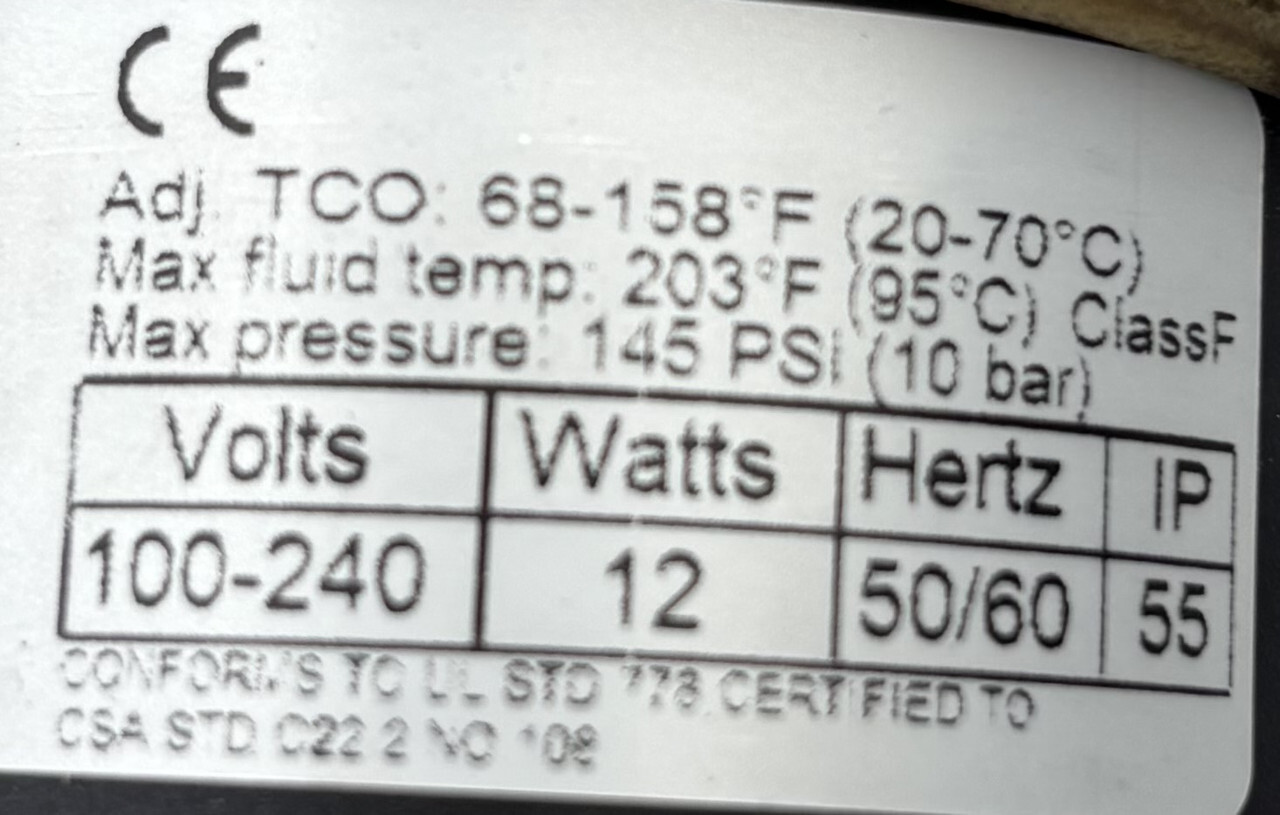 CE
Adj. TCO: 68-158°F (20-70°C)
Max fluid temp: 203°F (95°C) ClassF
Max pressure: 145 PSI (10 bar)
Volts Watts Hertz IP
100-240 12 50/60 55
CONFORMS TO UL STD 778 CERTIFIED TO
CSA STD C22 2 NO 108